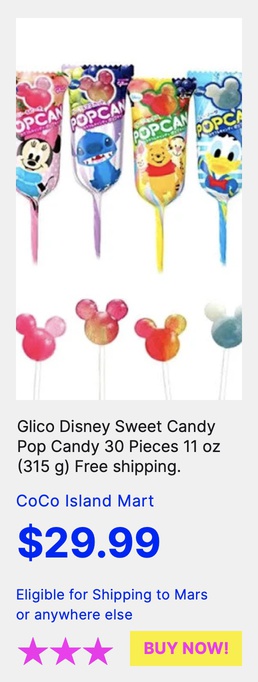 POPCAN
POPCAN
POPCAN
POPCA
Glico Disney Sweet Candy
Pop Candy 30 Pieces 11 oz
(315 g) Free shipping.
CoCo Island Mart
$29.99
Eligible for Shipping to Mars
or anywhere else
BUY NOW!